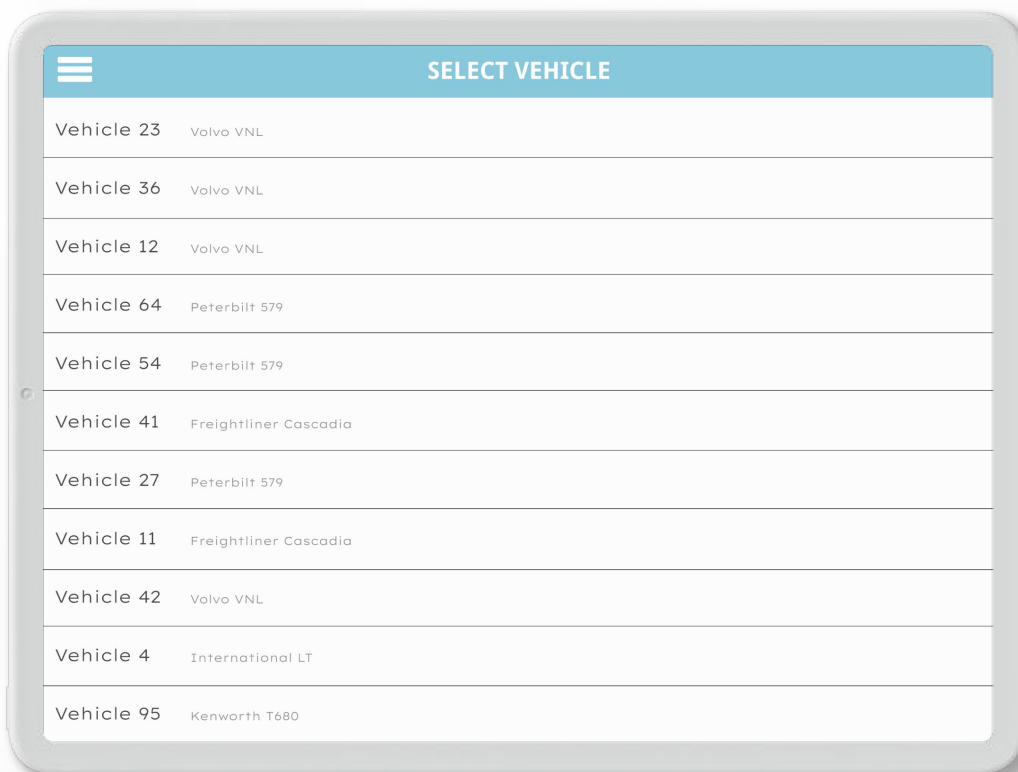 SELECT VEHICLE
Vehicle 23 Volvo VNL
Vehicle 36 Volvo VNL
Vehicle 12 Volvo VNL
Vehicle 64 Peterbilt 579
Vehicle 54 Peterbilt 579
Vehicle 41 Freightliner Cascadia
Vehicle 27 Peterbilt 579
Vehicle 11 Freightliner Cascadia
Vehicle 42 Volvo VNL
Vehicle 4 International LT
Vehicle 95 Kenworth T680